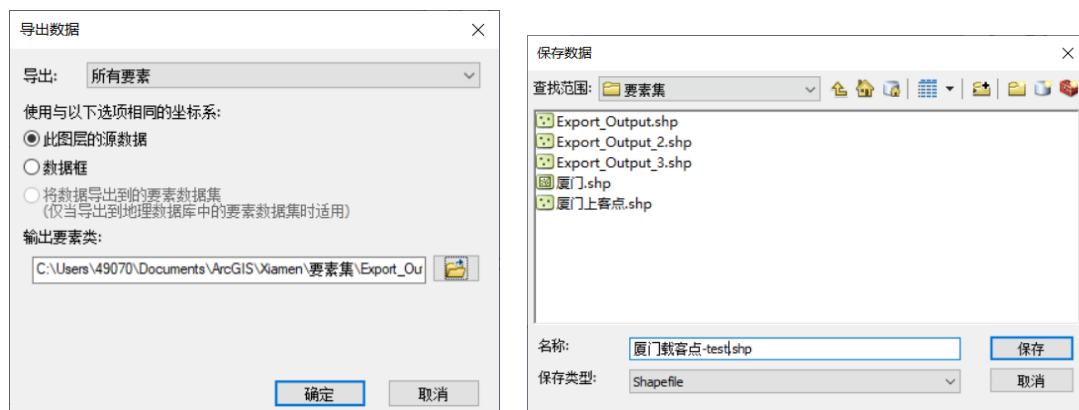 导出数据
导出: 所有要素
使用与以下选项相同的坐标系:
此图层的源数据
数据框
将数据导出到的要素数据集
(仅当导出到地理数据库中的要素数据集时适用)
输出要素类:
C:\Users\49070\Documents\ArcGIS\Xiamen\要素集\Export_Ou
确定 取消
保存数据
查找范围: 要素集
Export_Output.shp
Export_Output_2.shp
Export_Output_3.shp
厦门.shp
厦门上客点.shp
名称: 厦门载客点-test.shp 保存
保存类型: Shapefile 取消